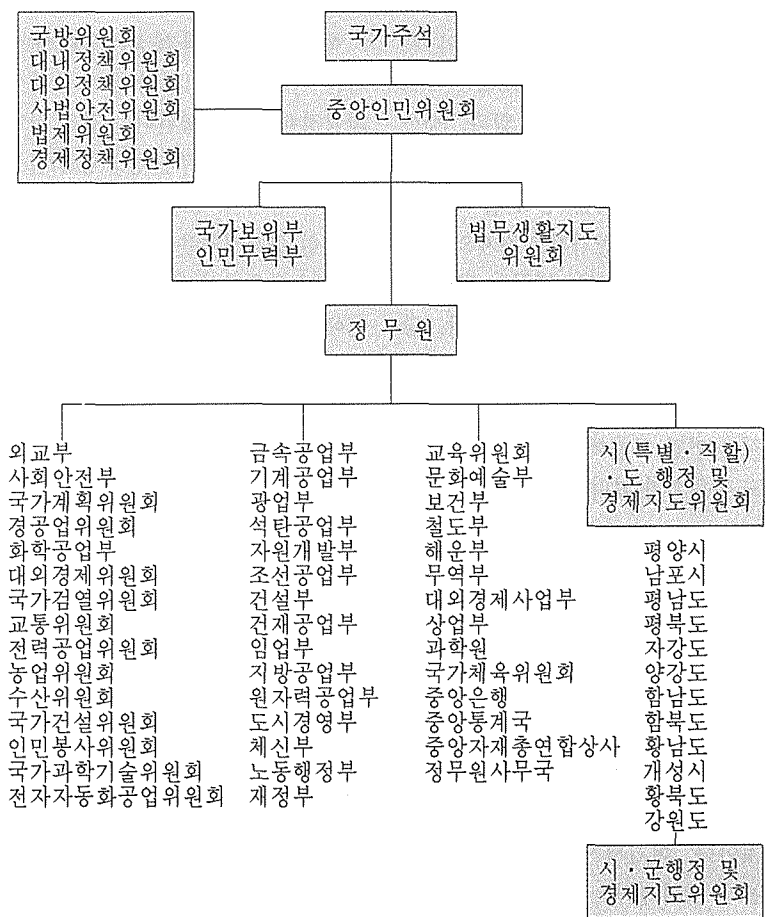 국방위원회
대내정책위원회
대외정책위원회
사법안전위원회
법제위원회
경제정책위원회
국가주석
중앙인민위원회
국가보위부
인민무력부
법무생활지도
위원회
정 무 원
외교부
사회안전부
국가계획위원회
경공업위원회
화학공업부
대외경제위원회
국가검열위원회
교통위원회
전력공업위원회
농업위원회
수산위원회
국가건설위원회
인민봉사위원회
국가과학기술위원회
전자자동화공업위원회
금속공업부
기계공업부
광업부
석탄공업부
자원개발부
조선공업부
건설부
건재공업부
임업부
지방공업부
원자력공업부
도시경영부
체신부
노동행정부
재정부
교육위원회
문화예술부
보건부
철도부
해운부
무역부
대외경제사업부
상업부
과학원
국가체육위원회
중앙은행
중앙통계국
중앙자재총연합상사
정무원사무국
시(특별·직할)
·도 행정 및
경제지도위원회
평양시
남포시
평남도
평북도
자강도
양강도
함남도
함북도
황남도
개성시
황북도
강원도
시·군행정 및
경제지도위원회